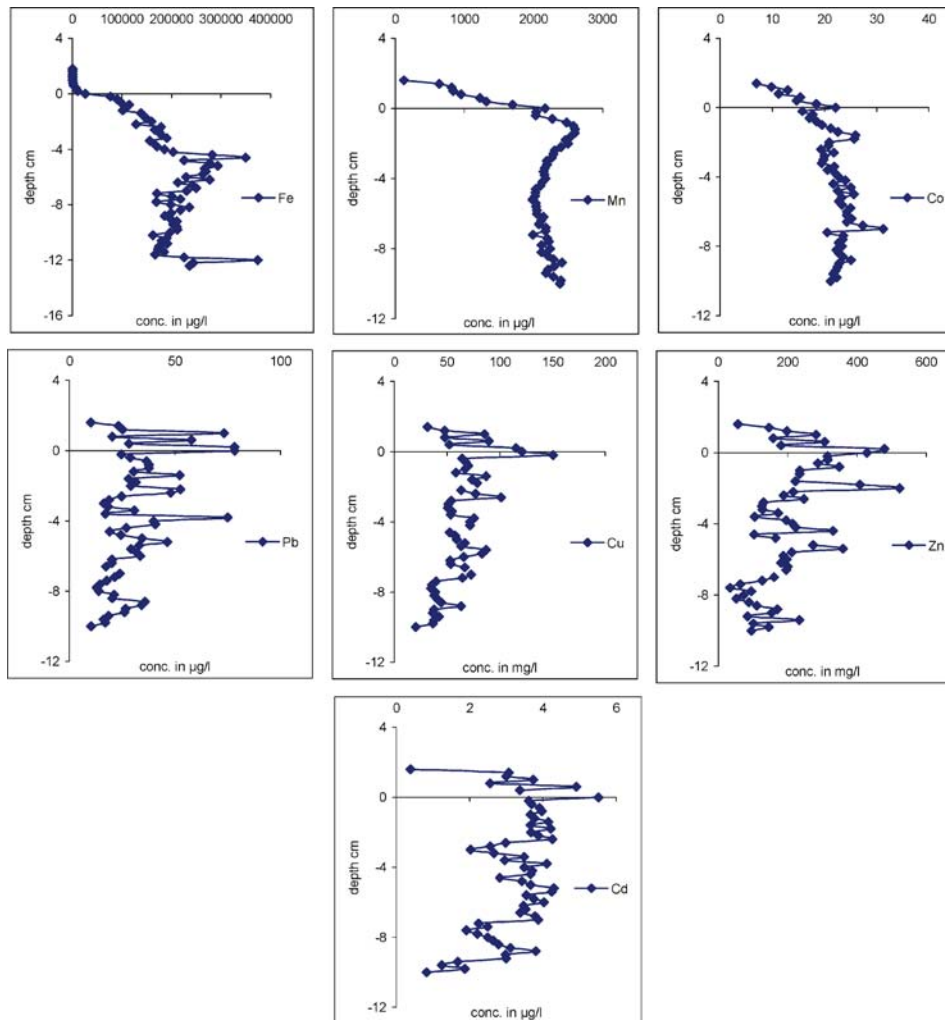 0 100000 200000 300000 400000
4
0
-4
-8
-12
-16
depth cm
Fe
conc. in µg/l
0 1000 2000 3000
4
0
-4
-8
-12
depth cm
Mn
conc. in µg/l
0 10 20 30 40
4
0
-4
-8
-12
depth cm
Co
conc. in µg/l
0 50 100
4
0
-4
-8
-12
depth cm
Pb
conc. in µg/l
0 50 100 150 200
4
0
-4
-8
-12
depth cm
Cu
conc. in mg/l
0 200 400 600
4
0
-4
-8
-12
depth cm
Zn
conc. in mg/l
0 2 4 6
4
0
-4
-8
-12
depth cm
Cd
conc. in µg/l